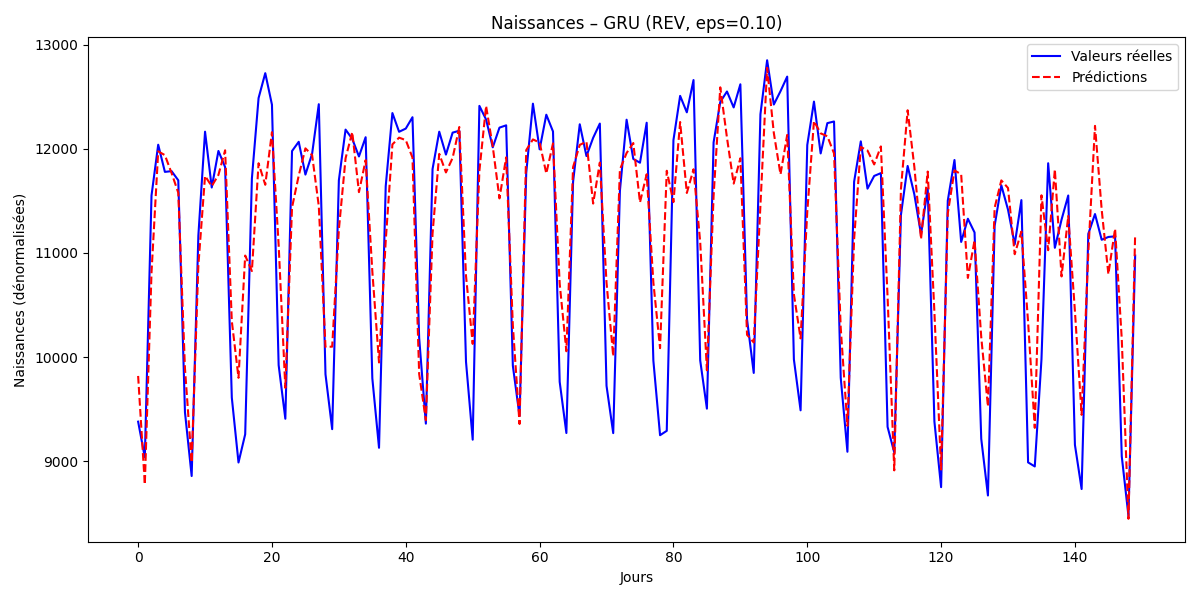 Naissances – GRU (REV, eps=0.10)
Valeurs réelles
Prédictions
Naissances (dénormalisées)
13000
12000
11000
10000
9000
0 20 40 60 80 100 120 140
Jours